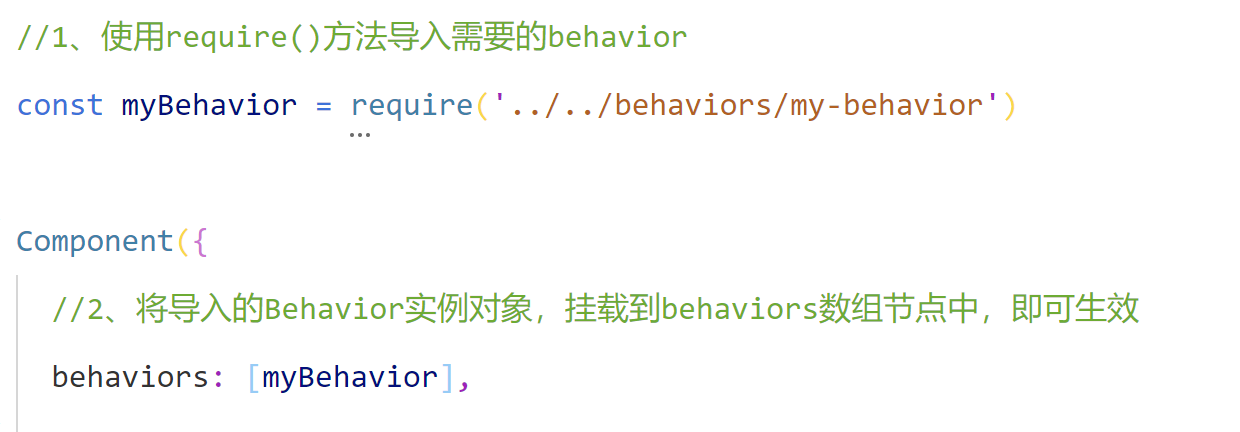 //1、使用require()方法导入需要的behavior
const myBehavior = require('../../behaviors/my-behavior')
Component({
//2、将导入的Behavior实例对象，挂载到behaviors数组节点中，即可生效
behaviors: [myBehavior],